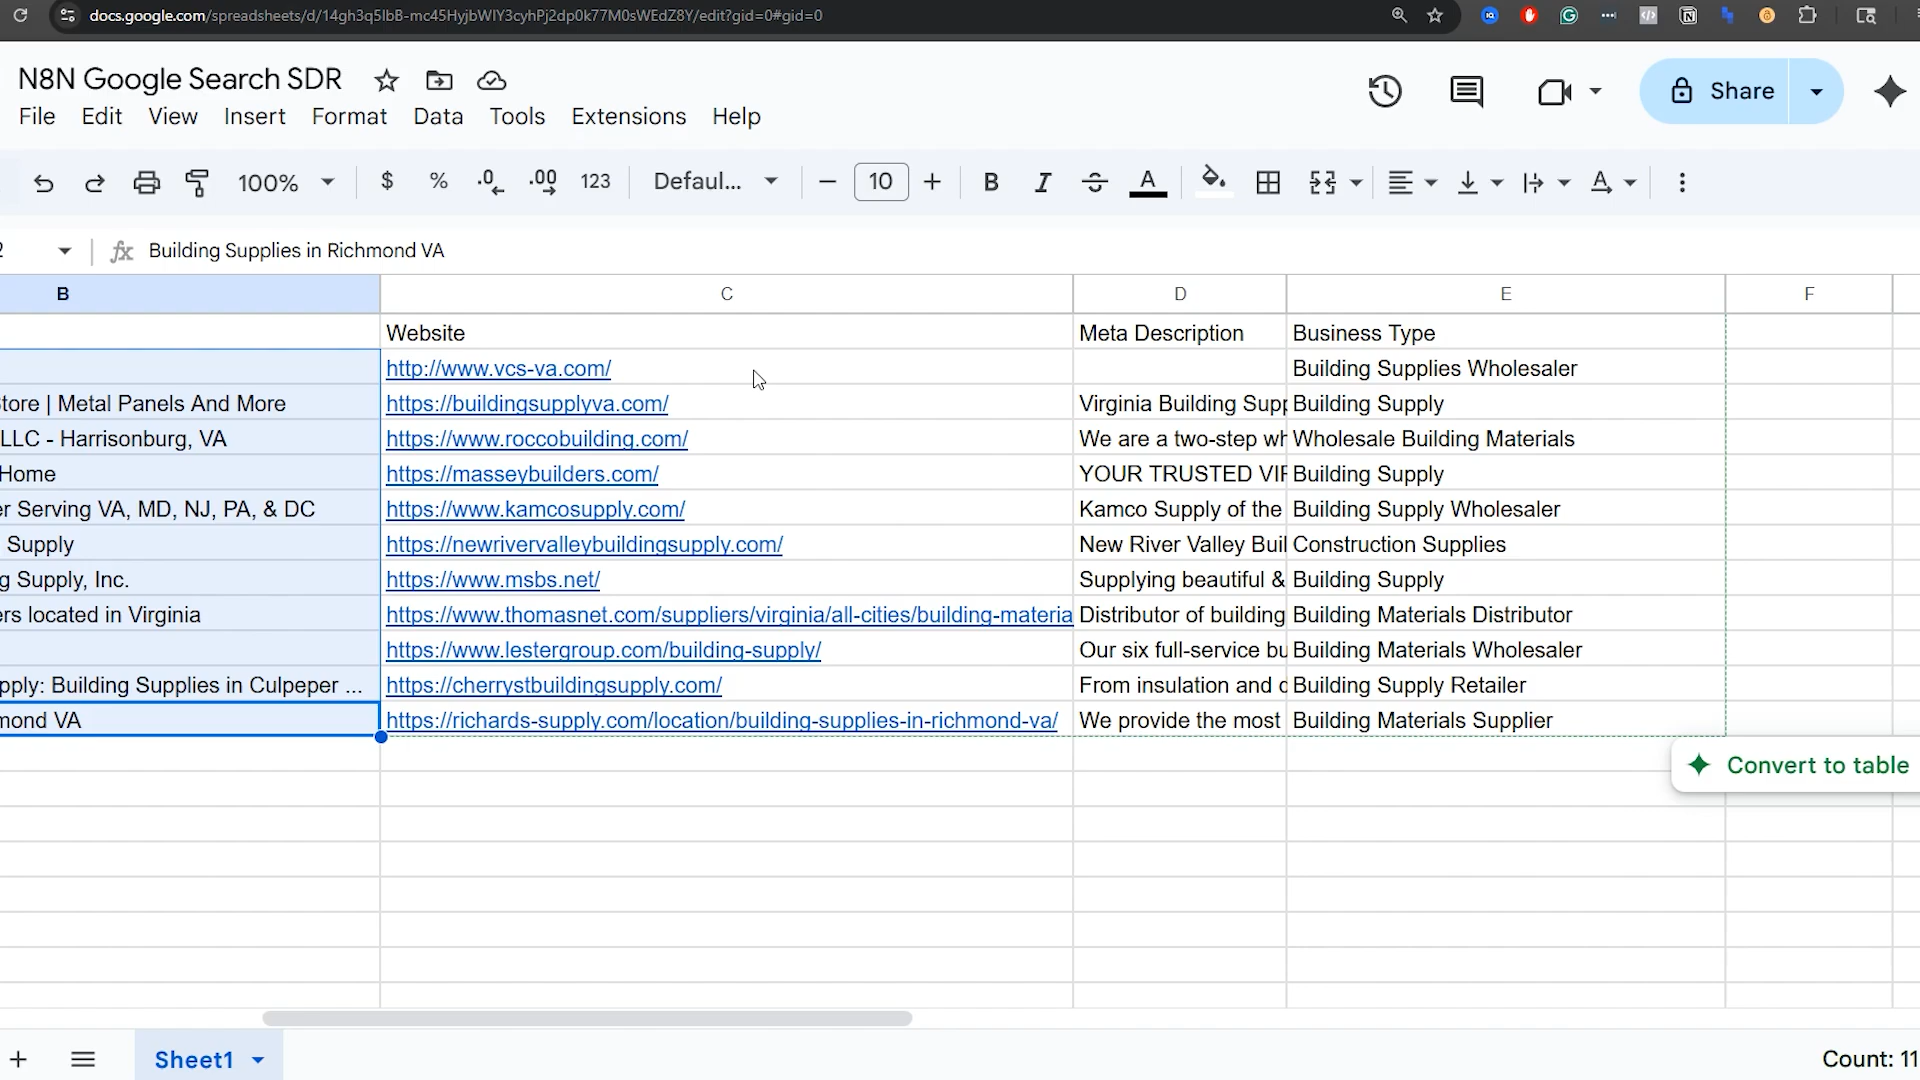 docs.google.com/spreadsheets/d/14gh3q5lbB-mc45HyjbWlY3cyhPj2dp0k77M0sWEdZ8Y/edit?gid=0#gid=0
N8N Google Search SDR
Share
File Edit View Insert Format Data Tools Extensions Help
100% $ % .0 .00 123 Defaul... 10 B I S A
2 fx Building Supplies in Richmond VA
B C D E F
Website Meta Description Business Type
http://www.vcs-va.com/ Building Supplies Wholesaler
tore | Metal Panels And More https://buildingsupplyva.com/ Virginia Building Supp Building Supply
LLC - Harrisonburg, VA https://www.roccobuilding.com/ We are a two-step wh Wholesale Building Materials
Home https://masseybuilders.com/ YOUR TRUSTED VIR Building Supply
er Serving VA, MD, NJ, PA, & DC https://www.kamcosupply.com/ Kamco Supply of the Building Supply Wholesaler
Supply https://newrivervalleybuildingsupply.com/ New River Valley Buil Construction Supplies
g Supply, Inc. https://www.msbs.net/ Supplying beautiful & Building Supply
ers located in Virginia https://www.thomasnet.com/suppliers/virginia/all-cities/building-materia Distributor of building Building Materials Distributor
https://www.lestergroup.com/building-supply/ Our six full-service bu Building Materials Wholesaler
pply: Building Supplies in Culpeper ... https://cherrystbuildingsupply.com/ From insulation and d Building Supply Retailer
mond VA https://richards-supply.com/location/building-supplies-in-richmond-va/ We provide the most Building Materials Supplier
Convert to table
Sheet1 Count: 11